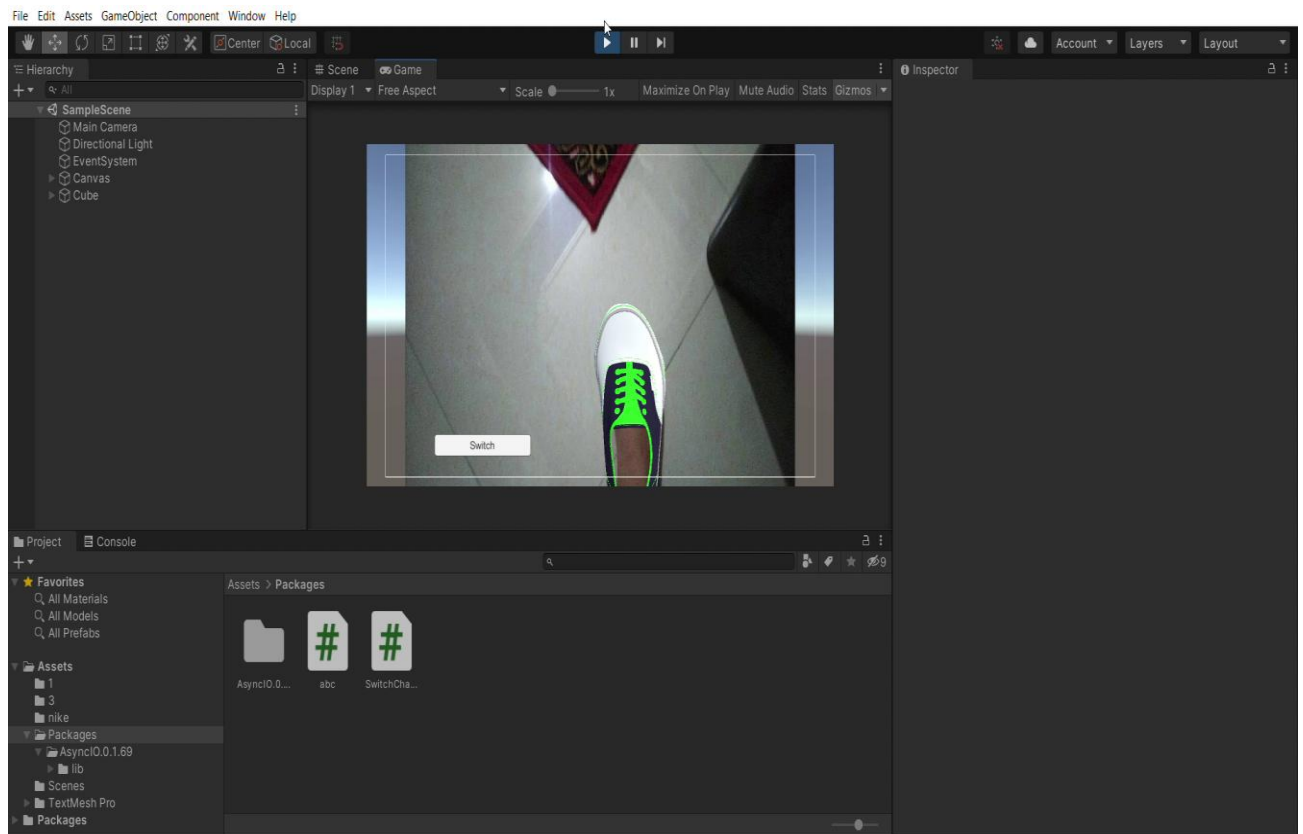 File Edit Assets GameObject Component Window Help
Center Local Account Layers Layout
Hierarchy
All
SampleScene
Main Camera
Directional Light
EventSystem
Canvas
Cube
Scene Game
Display 1 Free Aspect Scale 1x Maximize On Play Mute Audio Stats Gizmos
Switch
Inspector
Project Console
9
Favorites
All Materials
All Models
All Prefabs
Assets
1
3
nike
Packages
AsyncIO.0.1.69
lib
Scenes
TextMesh Pro
Packages
Assets > Packages
# #
AsyncIO.0.... abc SwitchCha...